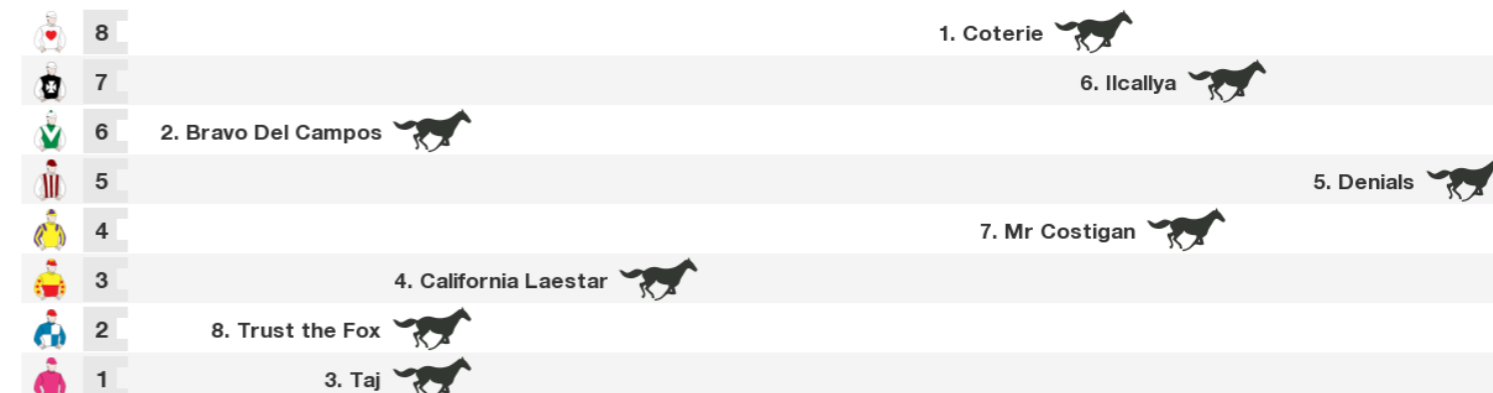 8 1. Coterie
7 6. Ilcallya
6 2. Bravo Del Campos
5 5. Denials
4 7. Mr Costigan
3 4. California Laestar
2 8. Trust the Fox
1 3. Taj